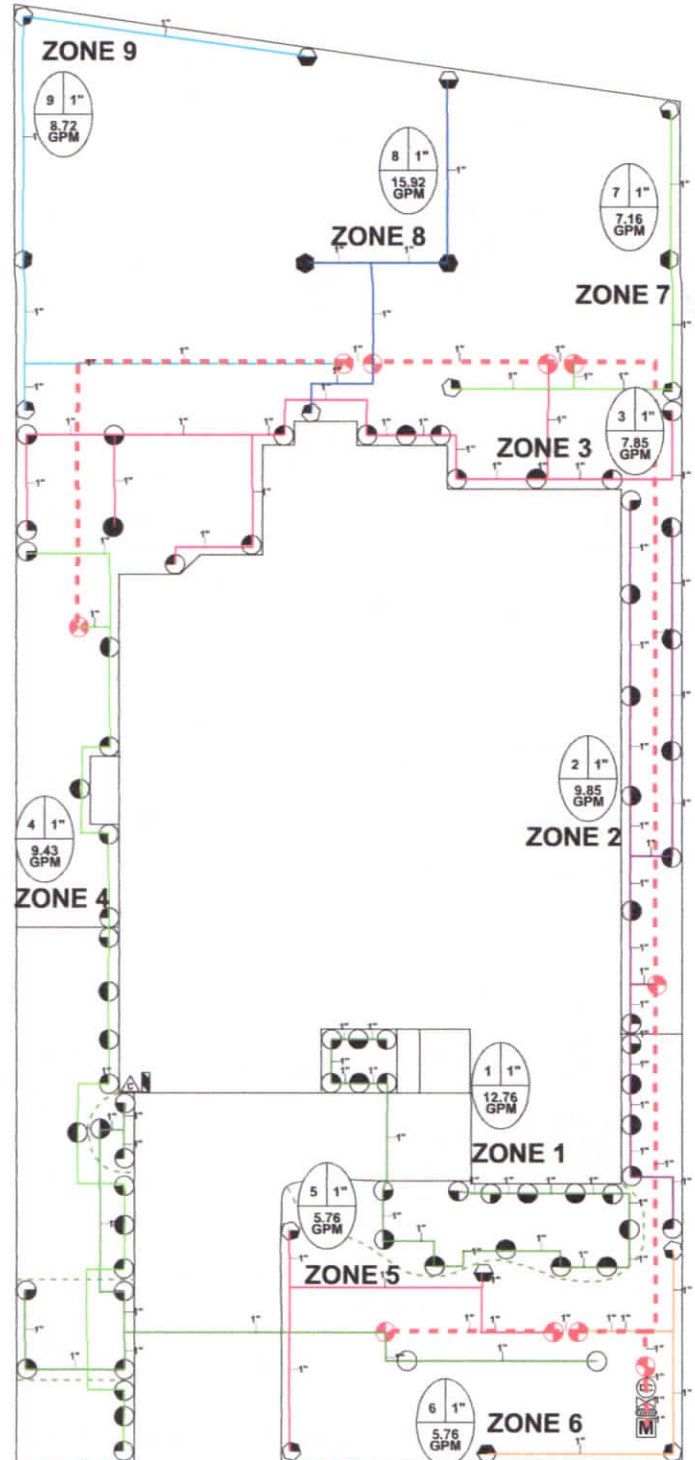 ZONE 9
9 1"
8.72
GPM
8 1"
15.92
GPM
7 1"
7.16
GPM
ZONE 8
ZONE 7
3 1"
7.85
GPM
ZONE 3
2 1"
9.85
GPM
ZONE 2
4 1"
9.43
GPM
ZONE 4
C
1 1"
12.76
GPM
ZONE 1
5 1"
5.76
GPM
ZONE 5
6 1"
5.76
GPM
ZONE 6
M
1"